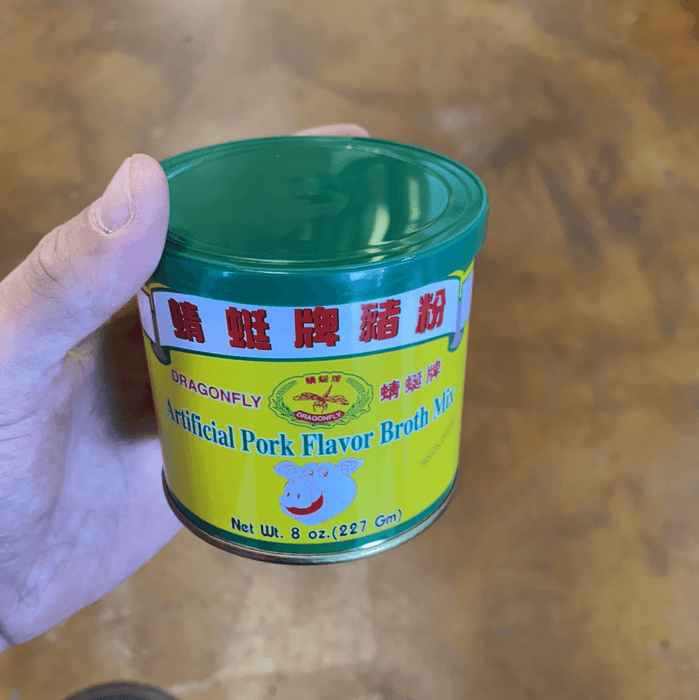 蜻蜓牌豬粉
DRAGONFLY
蜻蜓牌
DRAGONFLY
蜻蜓牌
Artificial Pork Flavor Broth Mix
Net Wt. 8 oz.(227 Gm)